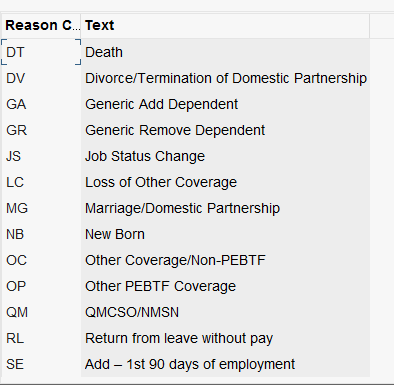 Reason C... Text
DT Death
DV Divorce/Termination of Domestic Partnership
GA Generic Add Dependent
GR Generic Remove Dependent
JS Job Status Change
LC Loss of Other Coverage
MG Marriage/Domestic Partnership
NB New Born
OC Other Coverage/Non-PEBTF
OP Other PEBTF Coverage
QM QMCSO/NMSN
RL Return from leave without pay
SE Add – 1st 90 days of employment